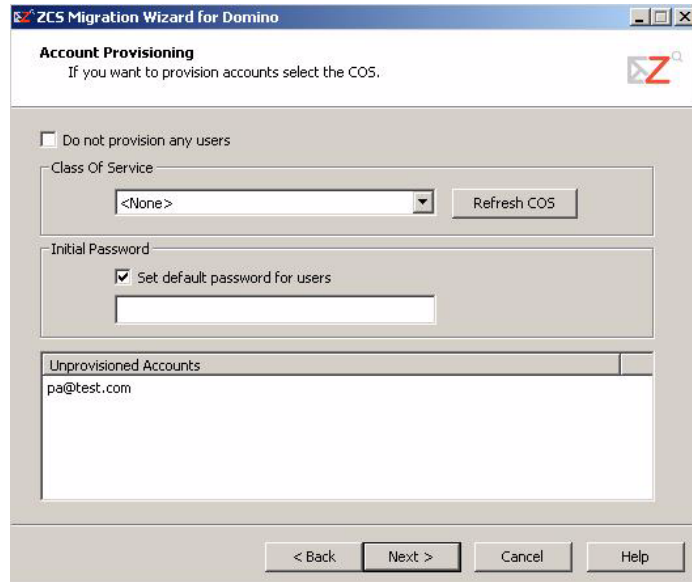 ZCS Migration Wizard for Domino
Account Provisioning
If you want to provision accounts select the COS.
Do not provision any users
Class Of Service
<None>
Refresh COS
Initial Password
Set default password for users
Unprovisioned Accounts
pa@test.com
< Back
Next >
Cancel
Help